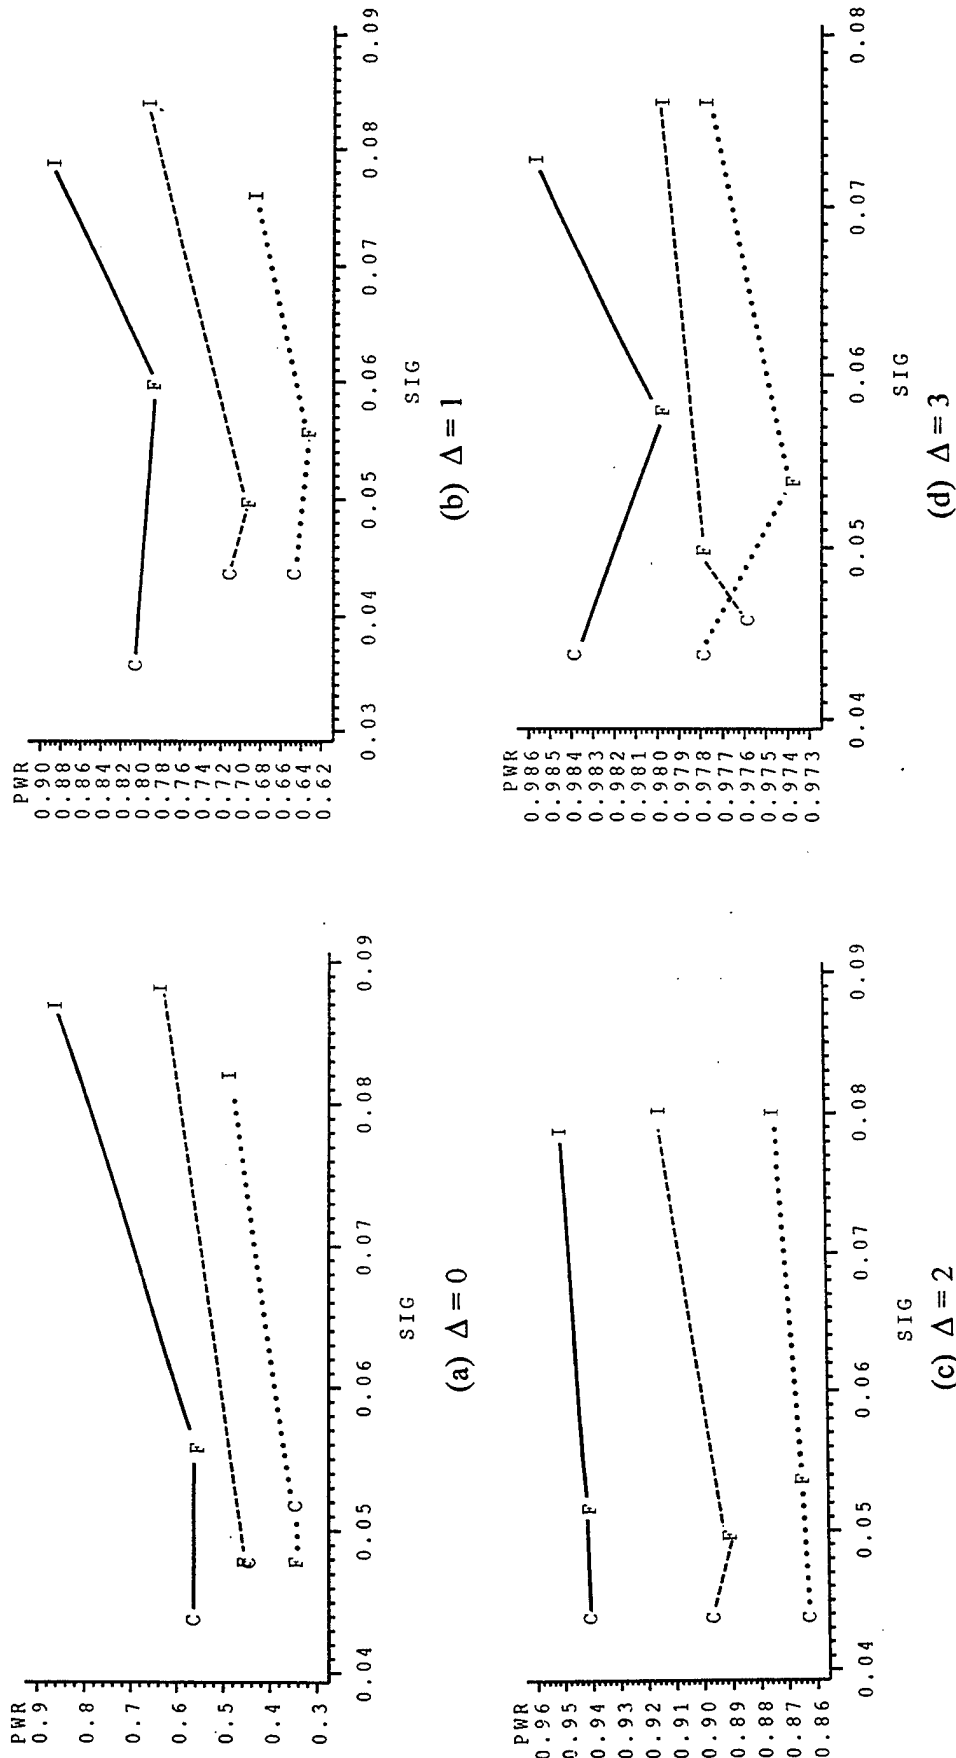 PWR
0.9
0.8
0.7
0.6
0.5
0.4
0.3
I
I
I
C
F
F
C
F
C
0.04
0.05
0.06
0.07
0.08
0.09
SIG
(a) Δ = 0
PWR
0.90
0.88
0.86
0.84
0.82
0.80
0.78
0.76
0.74
0.72
0.70
0.68
0.66
0.64
0.62
I
I
I
C
F
C
F
C
F
0.03
0.04
0.05
0.06
0.07
0.08
0.09
SIG
(b) Δ = 1
PWR
0.96
0.95
0.94
0.93
0.92
0.91
0.90
0.89
0.88
0.87
0.86
C
F
I
C
F
I
C
F
I
0.04
0.05
0.06
0.07
0.08
0.09
SIG
(c) Δ = 2
PWR
0.986
0.985
0.984
0.983
0.982
0.981
0.980
0.979
0.978
0.977
0.976
0.975
0.974
0.973
I
C
F
I
F
C
I
C
F
0.04
0.05
0.06
0.07
0.08
SIG
(d) Δ = 3